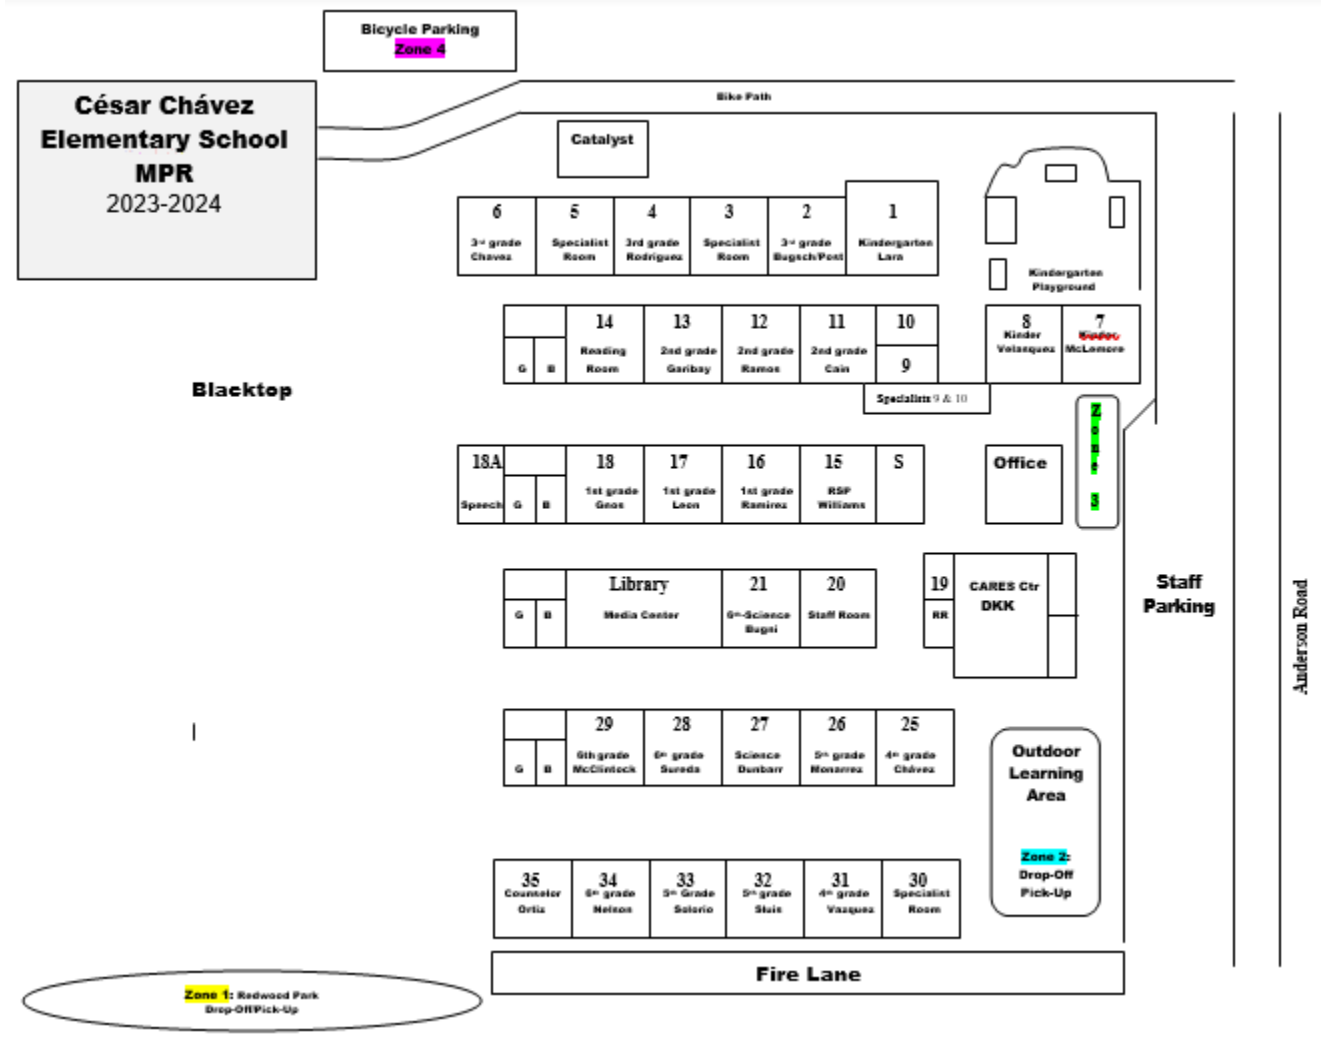 Bicycle Parking
Zone 4
César Chávez
Elementary School
MPR
2023-2024
Bike Path
Catalyst
6
3rd grade
Chavez
5
Specialist
Room
4
3rd grade
Rodriguez
3
Specialist
Room
2
3rd grade
Bugsch/Post
1
Kindergarten
Lara
Kindergarten
Playground
G
B
14
Reading
Room
13
2nd grade
Garibay
12
2nd grade
Ramos
11
2nd grade
Cain
10
9
Specialists 9 & 10
8
Kinder
Velasquez
7
Kinder
McLemore
Blacktop
Zone 3
18A
Speech
G
B
18
1st grade
Gnos
17
1st grade
Leon
16
1st grade
Ramirez
15
RSP
Williams
S
Office
G
B
Library
Media Center
21
6th-Science
Bugni
20
Staff Room
19
RR
CARES Ctr
DKK
Staff
Parking
Anderson Road
G
B
29
6th grade
McClintock
28
6th grade
Sureda
27
Science
Dunbarr
26
5th grade
Monarrez
25
4th grade
Chávez
Outdoor
Learning
Area
Zone 2:
Drop-Off
Pick-Up
35
Counselor
Ortiz
34
6th grade
Nelson
33
5th Grade
Solorio
32
5th grade
Sluis
31
4th grade
Vazquez
30
Specialist
Room
Fire Lane
Zone 1: Redwood Park
Drop-Off/Pick-Up